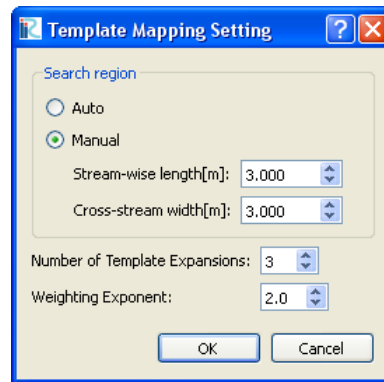 Template Mapping Setting
Search region
Auto
Manual
Stream-wise length[m]: 3.000
Cross-stream width[m]: 3.000
Number of Template Expansions: 3
Weighting Exponent: 2.0
OK Cancel